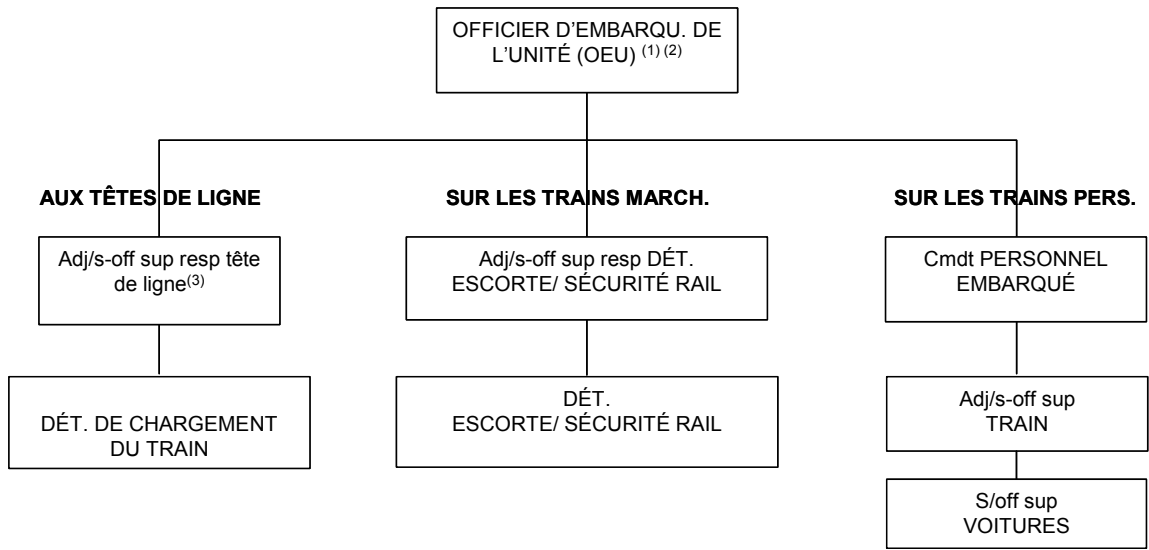 OFFICIER D’EMBARQU. DE
L’UNITÉ (OEU) (1) (2)
AUX TÊTES DE LIGNE
SUR LES TRAINS MARCH.
SUR LES TRAINS PERS.
Adj/s-off sup resp tête
de ligne(3)
Adj/s-off sup resp DÉT.
ESCORTE/ SÉCURITÉ RAIL
Cmdt PERSONNEL
EMBARQUÉ
DÉT. DE CHARGEMENT
DU TRAIN
DÉT.
ESCORTE/ SÉCURITÉ RAIL
Adj/s-off sup
TRAIN
S/off sup
VOITURES